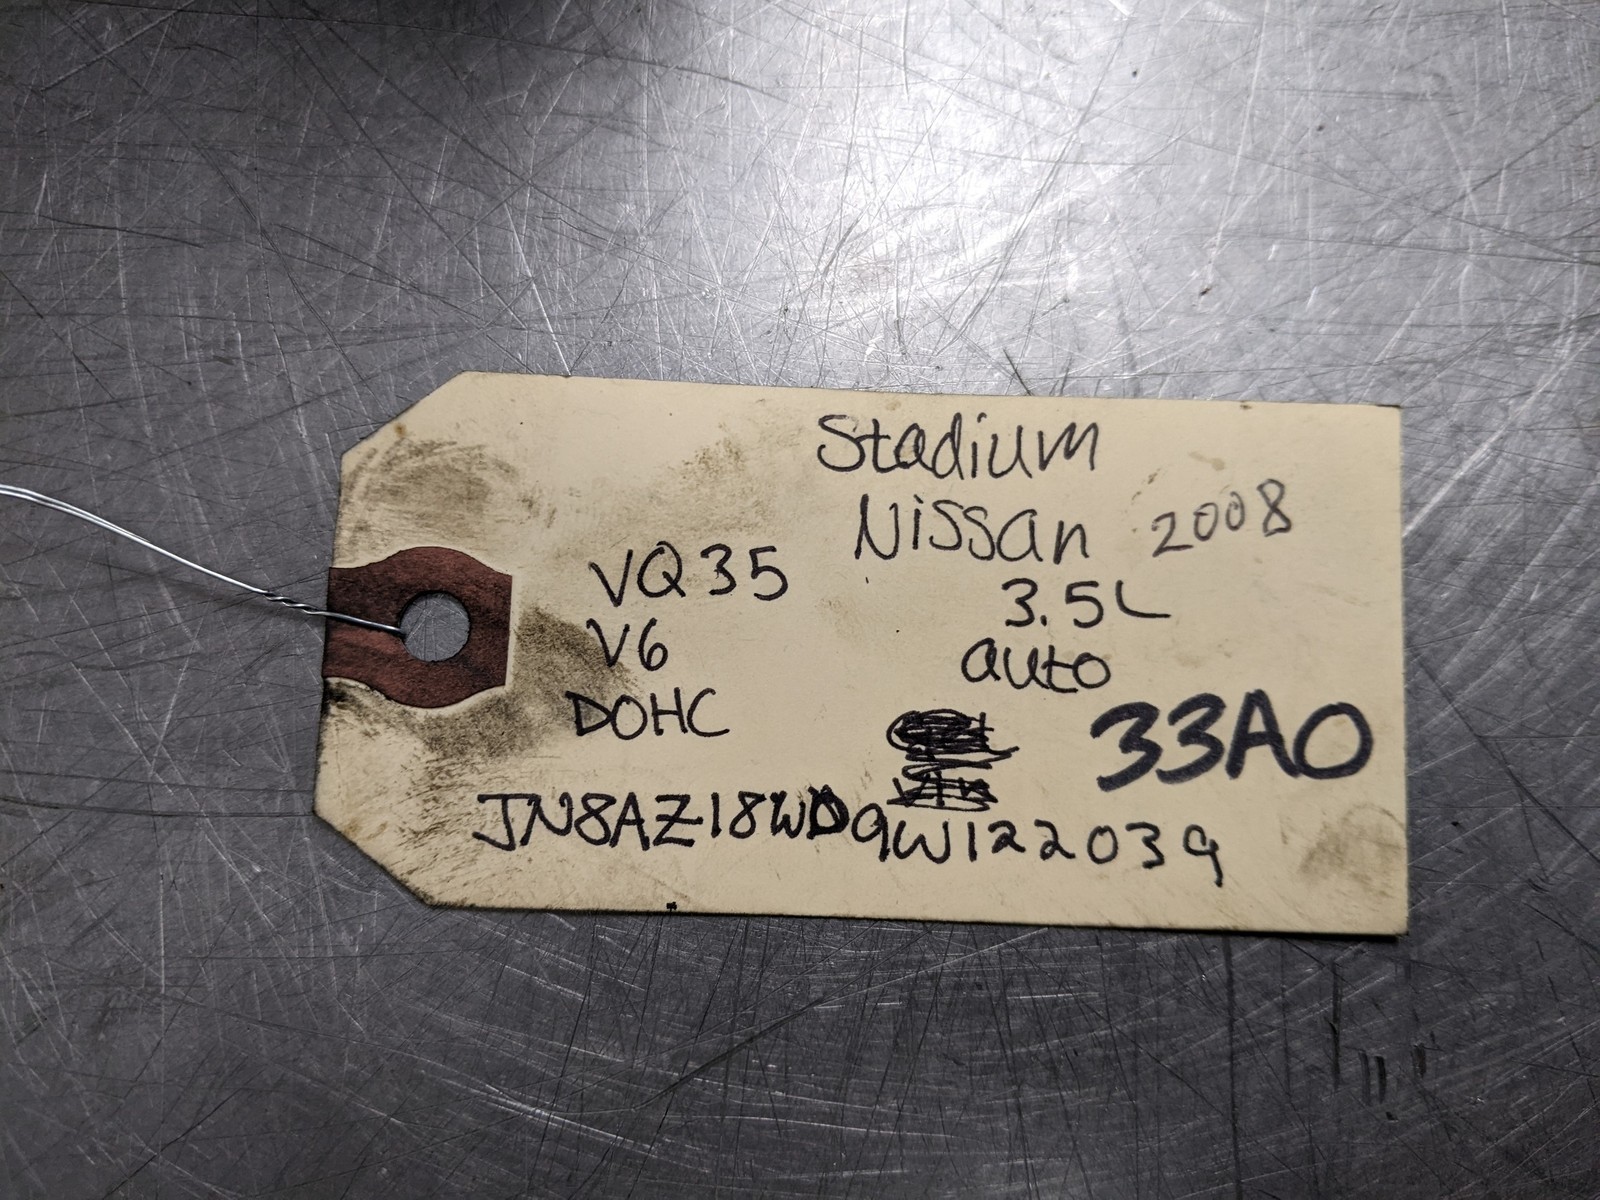 Stadium
Nissan 2008
3.5L
auto
VQ35
V6
DOHC
33A0
JN8AZ18WD9W122039